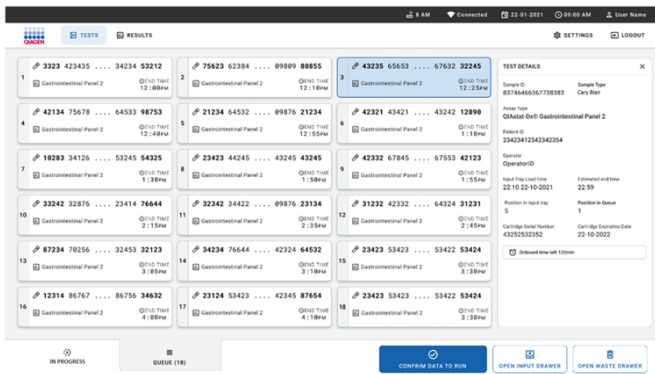 8 AM Connected 22-01-2021 09:00 AM User Name
QIAGEN TESTS RESULTS SETTINGS LOGOUT
1 3323 423435 .... 34234 53212
Gastrointestinal Panel 2 END TIME
12:00PM
2 75623 62384 .... 09809 80855
Gastrointestinal Panel 2 END TIME
12:10PM
3 43235 65653 .... 67632 32245
Gastrointestinal Panel 2 END TIME
12:25PM
4 42134 75678 .... 64533 98753
Gastrointestinal Panel 2 END TIME
12:40PM
5 21234 64532 .... 09876 21234
Gastrointestinal Panel 2 END TIME
12:55PM
6 42321 43421 .... 43242 12890
Gastrointestinal Panel 2 END TIME
1:10PM
7 10283 34126 .... 53245 54325
Gastrointestinal Panel 2 END TIME
1:30PM
8 23423 44245 .... 43245 43245
Gastrointestinal Panel 2 END TIME
1:50PM
9 42332 67845 .... 67553 42123
Gastrointestinal Panel 2 END TIME
1:55PM
10 33242 32876 .... 23414 76644
Gastrointestinal Panel 2 END TIME
2:15PM
11 32342 34422 .... 09876 23134
Gastrointestinal Panel 2 END TIME
2:35PM
12 31232 42332 .... 64324 31231
Gastrointestinal Panel 2 END TIME
2:45PM
13 87234 70256 .... 32453 32123
Gastrointestinal Panel 2 END TIME
3:05PM
14 34234 76644 .... 42324 64532
Gastrointestinal Panel 2 END TIME
3:10PM
15 23423 53423 .... 53422 53424
Gastrointestinal Panel 2 END TIME
3:30PM
16 12314 86767 .... 86756 34632
Gastrointestinal Panel 2 END TIME
4:00PM
17 23124 53423 .... 42345 87654
Gastrointestinal Panel 2 END TIME
4:10PM
18 23423 53423 .... 53422 53424
Gastrointestinal Panel 2 END TIME
3:30PM
TEST DETAILS
Sample ID Sample Type
83746466367738383 Cary Blair
Assay Type
QIAstat-Dx® Gastrointestinal Panel 2
Patient ID
23423412342342354
Operator
OperatorID
Input Tray Load time Estimated end time
22:10 22-10-2021 22:59
Position in input tray Position in Queue
5 1
Cartridge Serial Number Cartridge Expiratino Date
43252532352 22-10-2022
Onboard time left 120min
IN PROGRESS QUEUE (18) CONFRIM DATA TO RUN OPEN INPUT DRAWER OPEN WASTE DRAWER